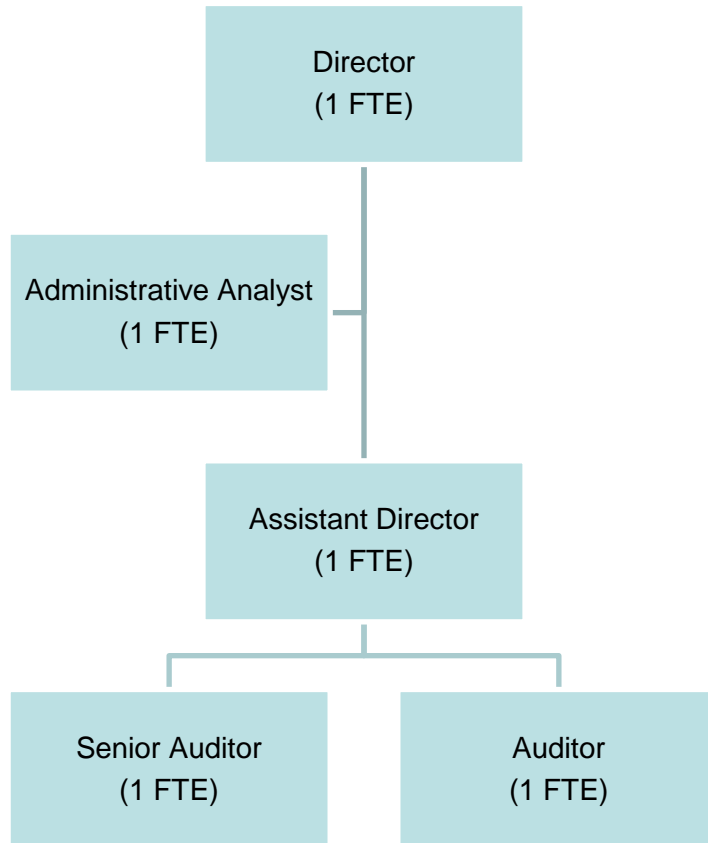 Director
(1 FTE)
Administrative Analyst
(1 FTE)
Assistant Director
(1 FTE)
Senior Auditor
(1 FTE)
Auditor
(1 FTE)